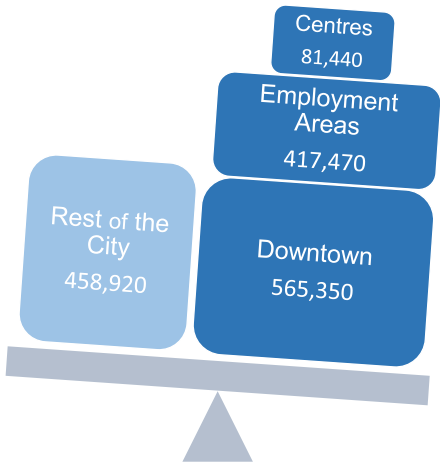 Centres
81,440
Employment
Areas
417,470
Rest of the
City
458,920
Downtown
565,350